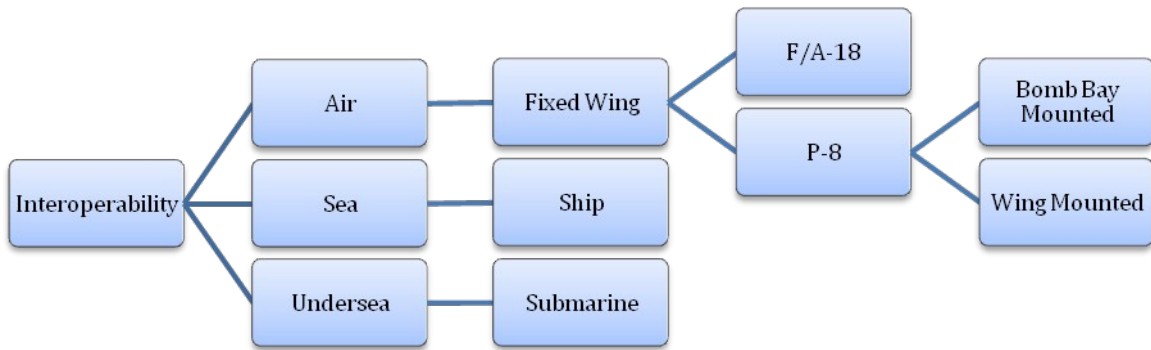 Interoperability
Air
Fixed Wing
F/A-18
P-8
Bomb Bay
Mounted
Wing Mounted
Sea
Ship
Undersea
Submarine